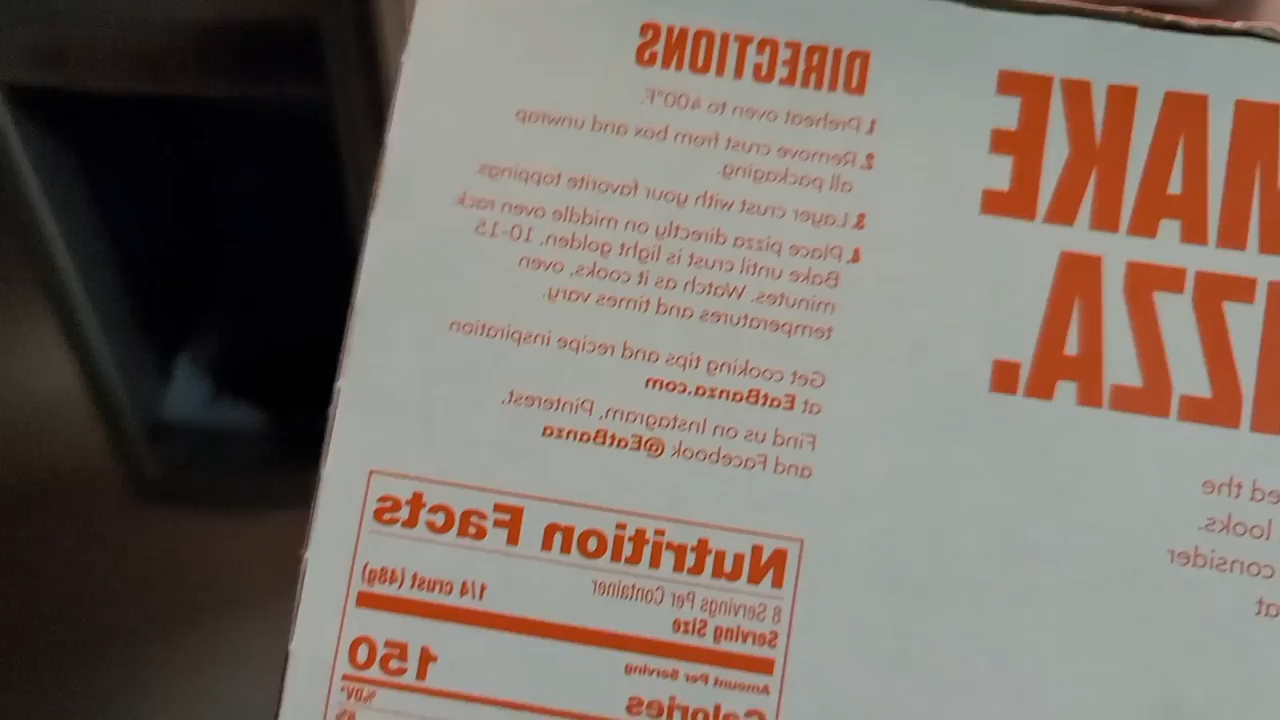 DIRECTIONS
1. Preheat oven to 400°F.
2. Remove crust from box and unwrap
all packaging.
3. Layer crust with your favorite toppings
4. Place pizza directly on middle oven rack
Bake until crust is light golden, 10-15
minutes. Watch as it cooks, oven
temperatures and times vary.
Get cooking tips and recipe inspiration
at EatBanza.com
Find us on Instagram, Pinterest,
and Facebook @EatBanza
Nutrition Facts
8 Servings Per Container
Serving Size 1/4 crust (48g)
Amount Per Serving
Calories 150
%DV*
MAKE
ZZA.
ed the
looks.
consider
at